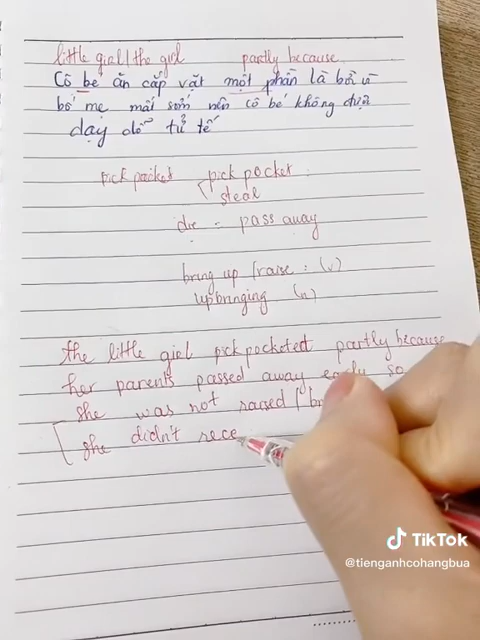 little girl / the girl partly because
Cô bé ăn cắp vặt một phần là bởi vì
bố mẹ mất sớm nên cô bé không được
dạy dỗ tử tế
pickpocket pick pocket :
steal
die = pass away
bring up / raise : (v)
upbringing (n)
the little girl pickpocketed partly because
her parents passed away early so
she was not raised / br
she didn't rece
TikTok
@tienganhcohangbua